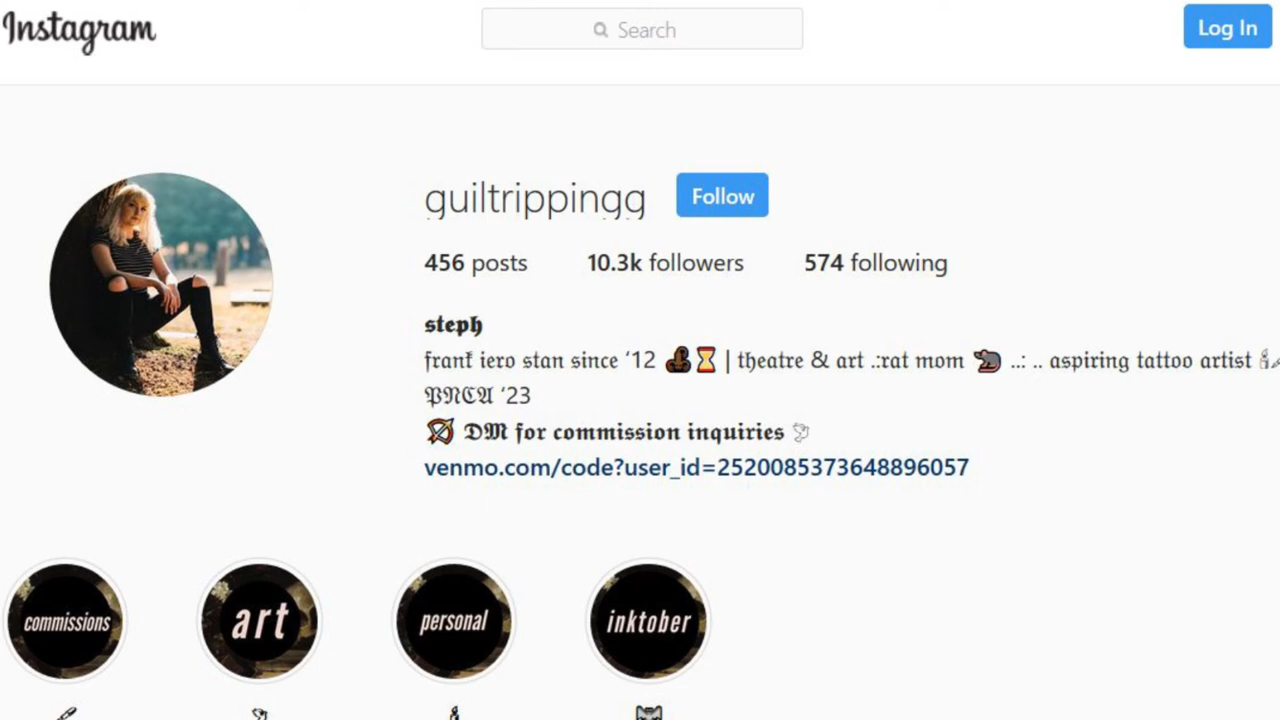 Instagram
Search
Log In
guiltrippingg
Follow
456 posts 10.3k followers 574 following
steph
frank iero stan since ‘12 | theatre & art .:rat mom ..: .. aspiring tattoo artist
PNCA ‘23
DM for commission inquiries
venmo.com/code?user_id=2520085373648896057
commissions
art
personal
inktober